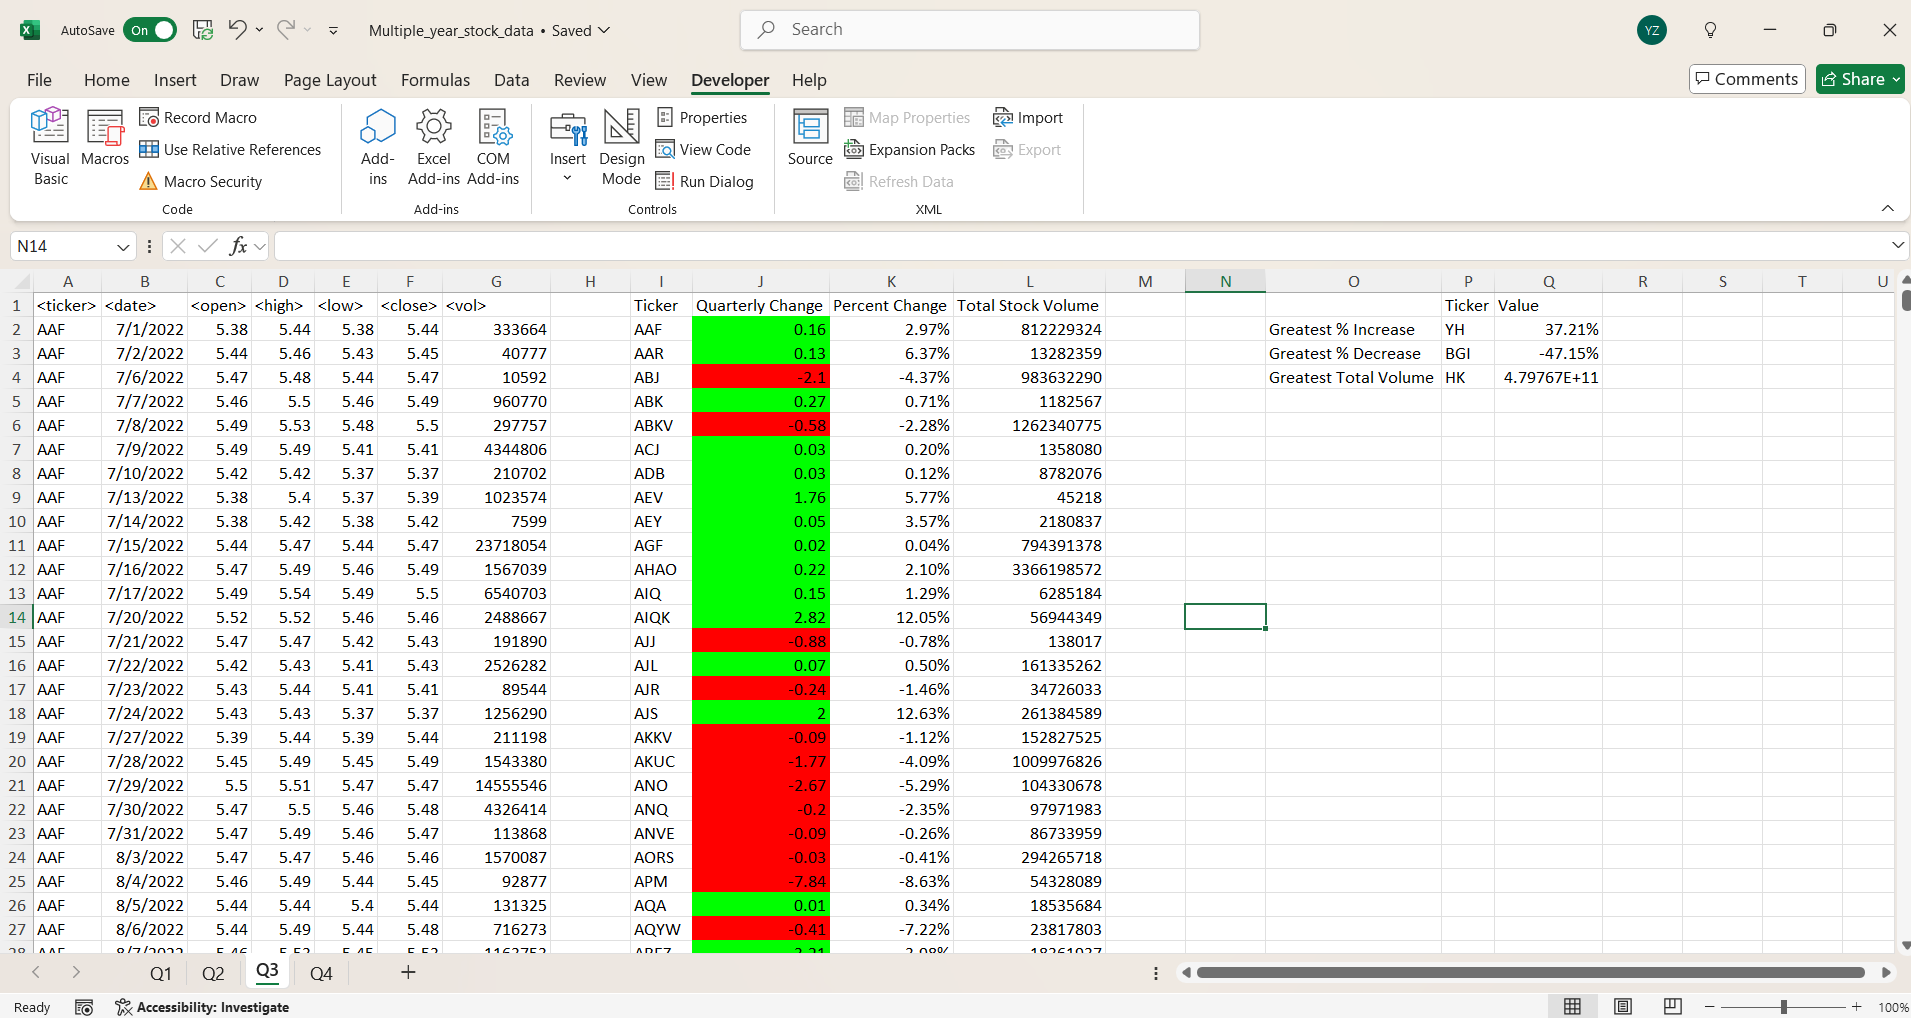 AutoSave On Multiple_year_stock_data • Saved Search YZ
File Home Insert Draw Page Layout Formulas Data Review View Developer Help Comments Share
Visual Basic
Macros
Record Macro
Use Relative References
Macro Security
Code
Add-ins
Excel Add-ins
COM Add-ins
Add-ins
Insert
Design Mode
Properties
View Code
Run Dialog
Controls
Source
Map Properties
Expansion Packs
Refresh Data
Import
Export
XML
N14 fx
A B C D E F G H I J K L M N O P Q R S T U
1 <ticker> <date> <open> <high> <low> <close> <vol> Ticker Quarterly Change Percent Change Total Stock Volume Ticker Value
2 AAF 7/1/2022 5.38 5.44 5.38 5.44 333664 AAF 0.16 2.97% 812229324 Greatest % Increase YH 37.21%
3 AAF 7/2/2022 5.44 5.46 5.43 5.45 40777 AAR 0.13 6.37% 13282359 Greatest % Decrease BGI -47.15%
4 AAF 7/6/2022 5.47 5.48 5.44 5.47 10592 ABJ -2.1 -4.37% 983632290 Greatest Total Volume HK 4.79767E+11
5 AAF 7/7/2022 5.46 5.5 5.46 5.49 960770 ABK 0.27 0.71% 1182567
6 AAF 7/8/2022 5.49 5.53 5.48 5.5 297757 ABKV -0.58 -2.28% 1262340775
7 AAF 7/9/2022 5.49 5.49 5.41 5.41 4344806 ACJ 0.03 0.20% 1358080
8 AAF 7/10/2022 5.42 5.42 5.37 5.37 210702 ADB 0.03 0.12% 8782076
9 AAF 7/13/2022 5.38 5.4 5.37 5.39 1023574 AEV 1.76 5.77% 45218
10 AAF 7/14/2022 5.38 5.42 5.38 5.42 7599 AEY 0.05 3.57% 2180837
11 AAF 7/15/2022 5.44 5.47 5.44 5.47 23718054 AGF 0.02 0.04% 794391378
12 AAF 7/16/2022 5.47 5.49 5.46 5.49 1567039 AHAO 0.22 2.10% 3366198572
13 AAF 7/17/2022 5.49 5.54 5.49 5.5 6540703 AIQ 0.15 1.29% 6285184
14 AAF 7/20/2022 5.52 5.52 5.46 5.46 2488667 AIQK 2.82 12.05% 56944349
15 AAF 7/21/2022 5.47 5.47 5.42 5.43 191890 AJJ -0.88 -0.78% 138017
16 AAF 7/22/2022 5.42 5.43 5.41 5.43 2526282 AJL 0.07 0.50% 161335262
17 AAF 7/23/2022 5.43 5.44 5.41 5.41 89544 AJR -0.24 -1.46% 34726033
18 AAF 7/24/2022 5.43 5.43 5.37 5.37 1256290 AJS 2 12.63% 261384589
19 AAF 7/27/2022 5.39 5.44 5.39 5.44 211198 AKKV -0.09 -1.12% 152827525
20 AAF 7/28/2022 5.45 5.49 5.45 5.49 1543380 AKUC -1.77 -4.09% 1009976826
21 AAF 7/29/2022 5.5 5.51 5.47 5.47 14555546 ANO -2.67 -5.29% 104330678
22 AAF 7/30/2022 5.47 5.5 5.46 5.48 4326414 ANQ -0.2 -2.35% 97971983
23 AAF 7/31/2022 5.47 5.49 5.46 5.47 113868 ANVE -0.09 -0.26% 86733959
24 AAF 8/3/2022 5.47 5.47 5.46 5.46 1570087 AORS -0.03 -0.41% 294265718
25 AAF 8/4/2022 5.46 5.49 5.44 5.45 92877 APM -7.84 -8.63% 54328089
26 AAF 8/5/2022 5.44 5.44 5.4 5.44 131325 AQA 0.01 0.34% 18535684
27 AAF 8/6/2022 5.44 5.49 5.44 5.48 716273 AQYW -0.41 -7.22% 23817803
Q1 Q2 Q3 Q4
Ready Accessibility: Investigate 100%